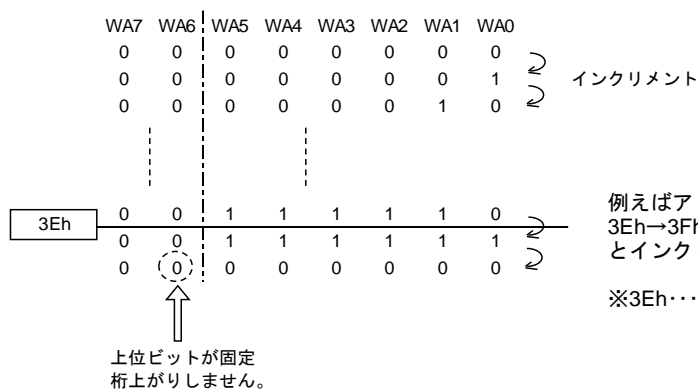 WA7 WA6 WA5 WA4 WA3 WA2 WA1 WA0
0 0 0 0 0 0 0 0
0 0 0 0 0 0 0 1
インクリメント
0 0 0 0 0 0 1 0
3Eh
0 0 1 1 1 1 1 0
0 0 1 1 1 1 1 1
0 0 0 0 0 0 0 0
例えばア
3Eh→3Fh
とインク
※3Eh･･･
上位ビットが固定
桁上がりしません。